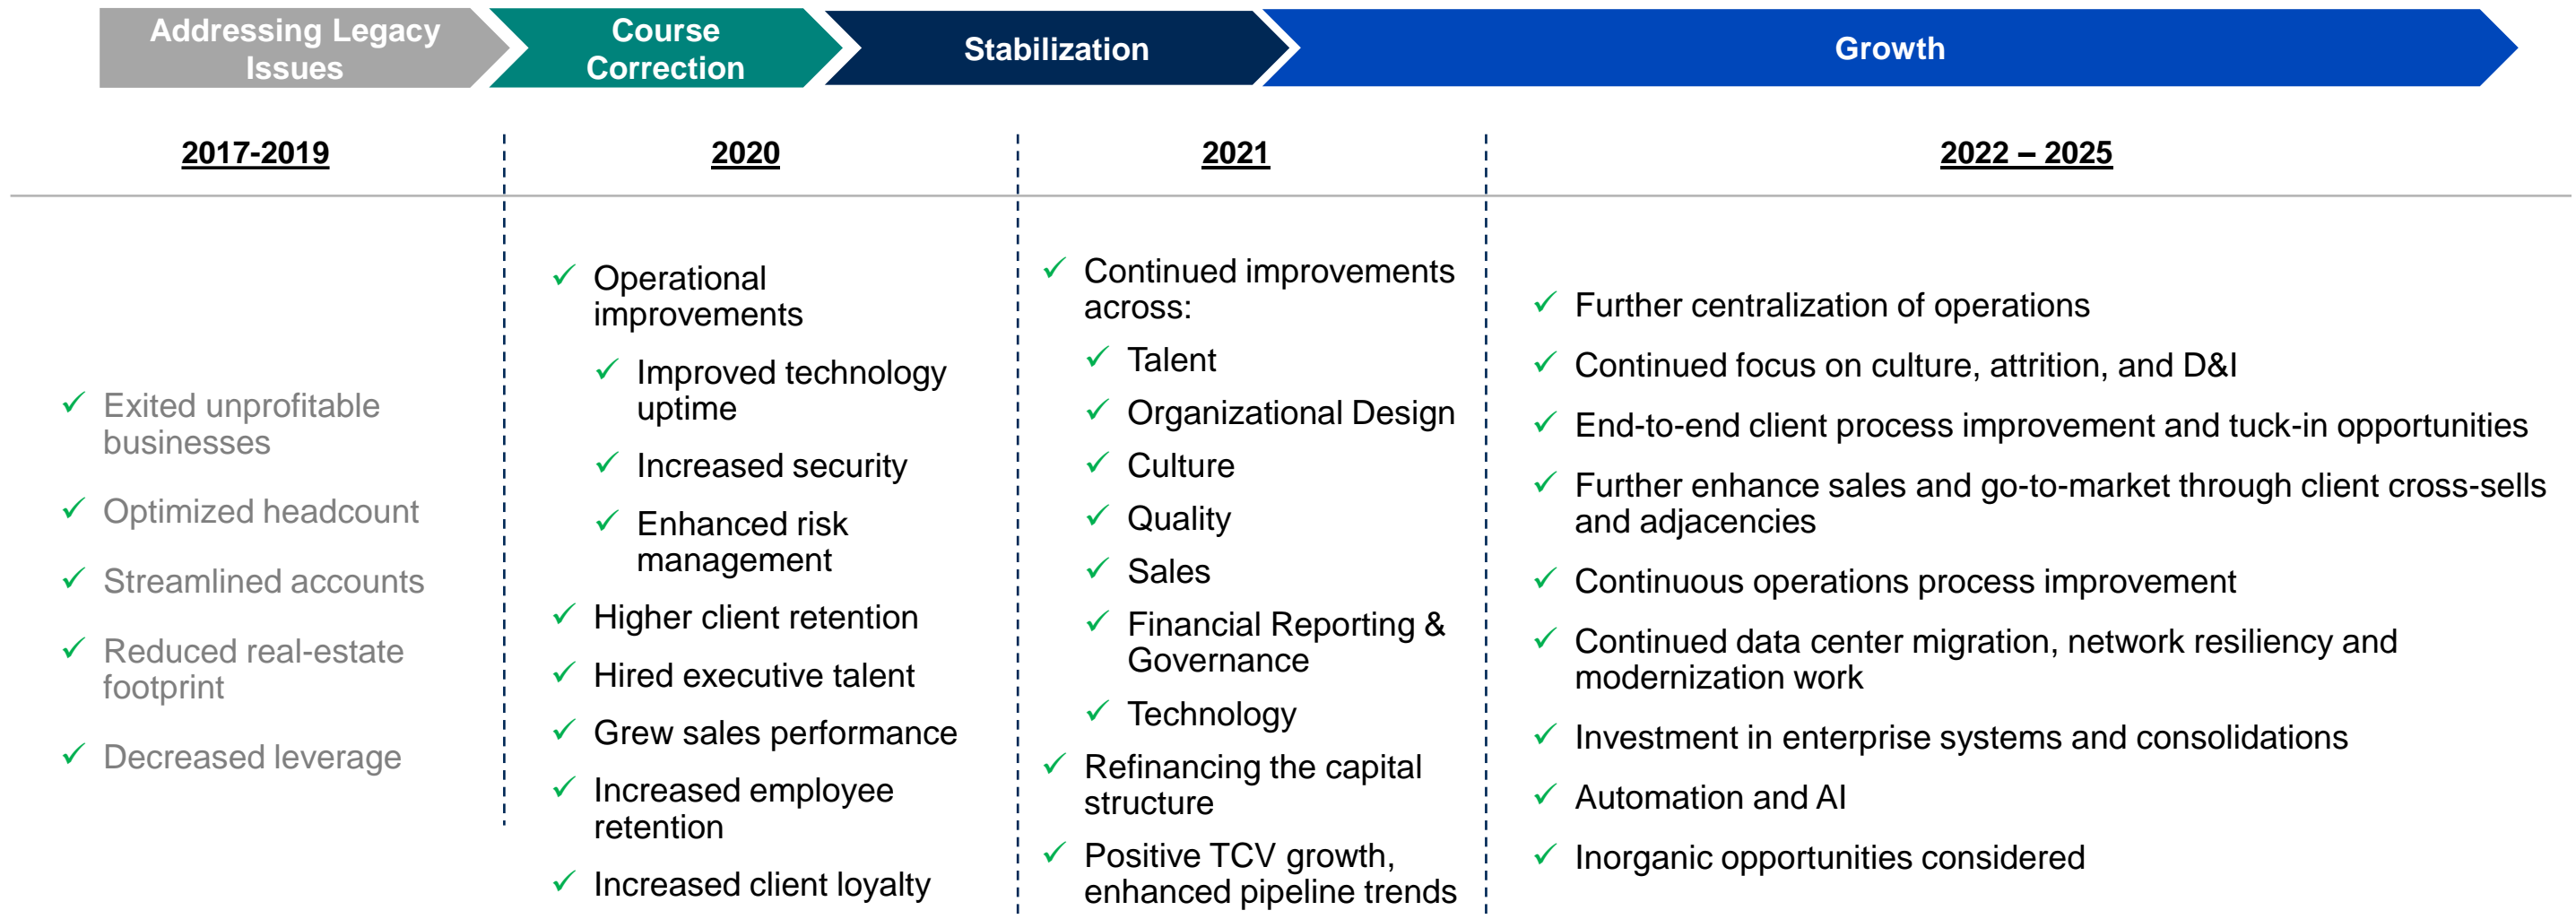 Addressing Legacy
Issues
Course
Correction
Stabilization
Growth
2017-2019
2020
2021
2022 – 2025
Exited unprofitable
businesses
Optimized headcount
Streamlined accounts
Reduced real-estate
footprint
Decreased leverage
Operational
improvements
Improved technology
uptime
Increased security
Enhanced risk
management
Higher client retention
Hired executive talent
Grew sales performance
Increased employee
retention
Increased client loyalty
Continued improvements
across:
Talent
Organizational Design
Culture
Quality
Sales
Financial Reporting &
Governance
Technology
Refinancing the capital
structure
Positive TCV growth,
enhanced pipeline trends
Further centralization of operations
Continued focus on culture, attrition, and D&I
End-to-end client process improvement and tuck-in opportunities
Further enhance sales and go-to-market through client cross-sells
and adjacencies
Continuous operations process improvement
Continued data center migration, network resiliency and
modernization work
Investment in enterprise systems and consolidations
Automation and AI
Inorganic opportunities considered